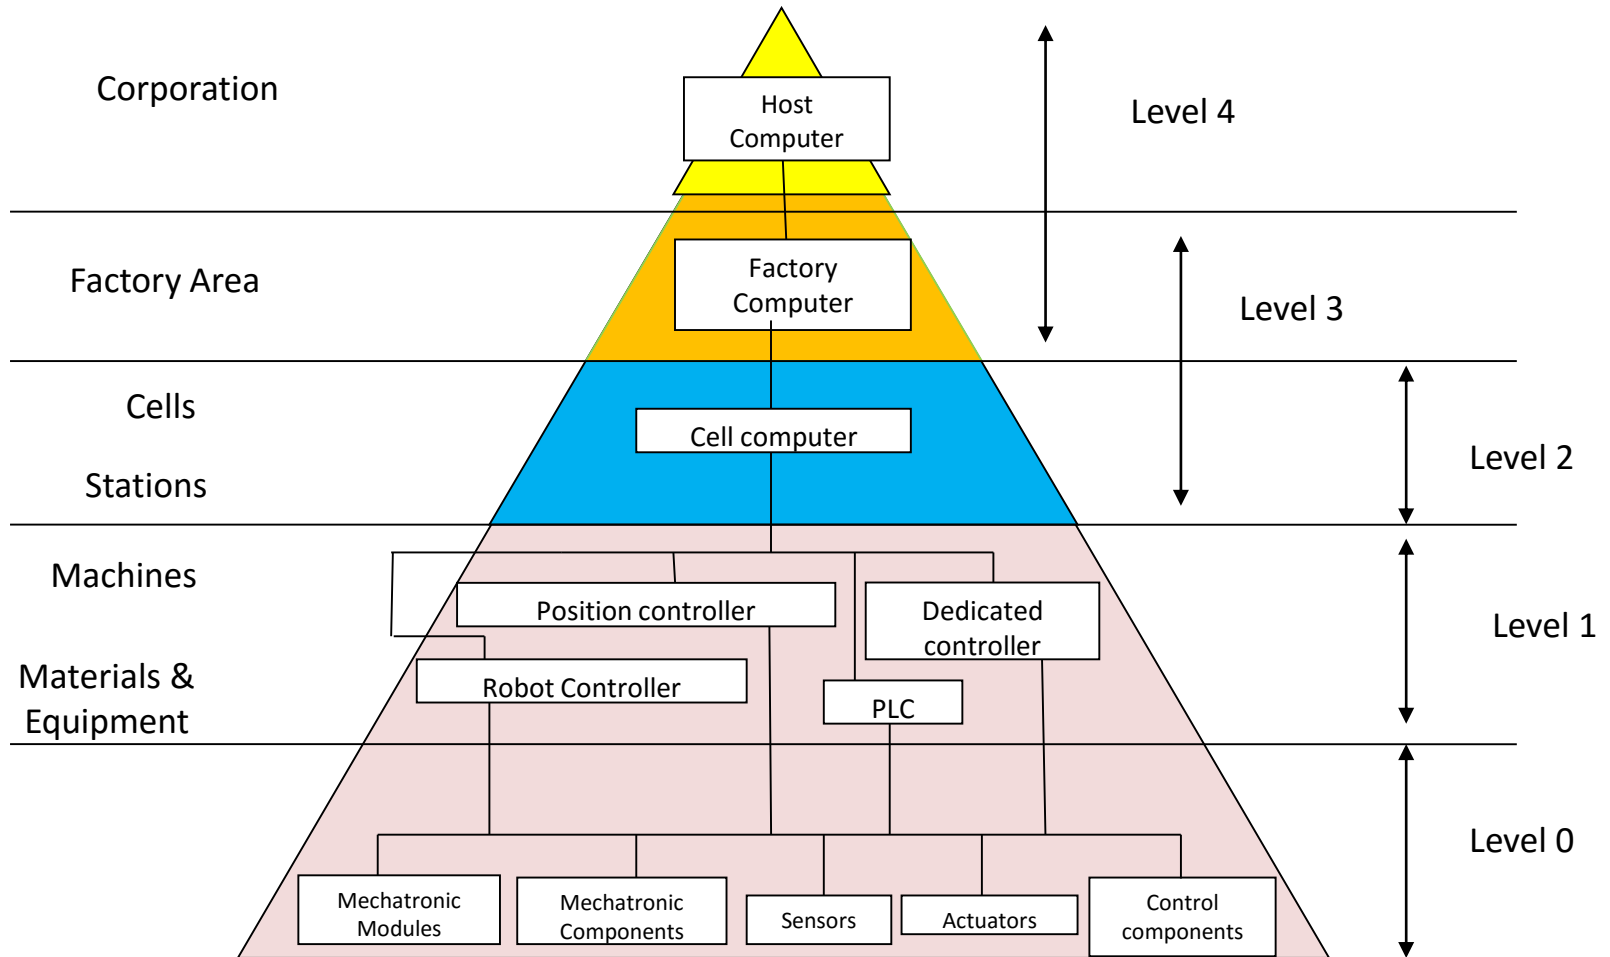 Corporation
Host
Computer
Level 4
Factory Area
Factory
Computer
Level 3
Cells
Cell computer
Level 2
Stations
Machines
Position controller
Dedicated
controller
Level 1
Materials &
Equipment
Robot Controller
PLC
Level 0
Mechatronic
Modules
Mechatronic
Components
Sensors
Actuators
Control
components